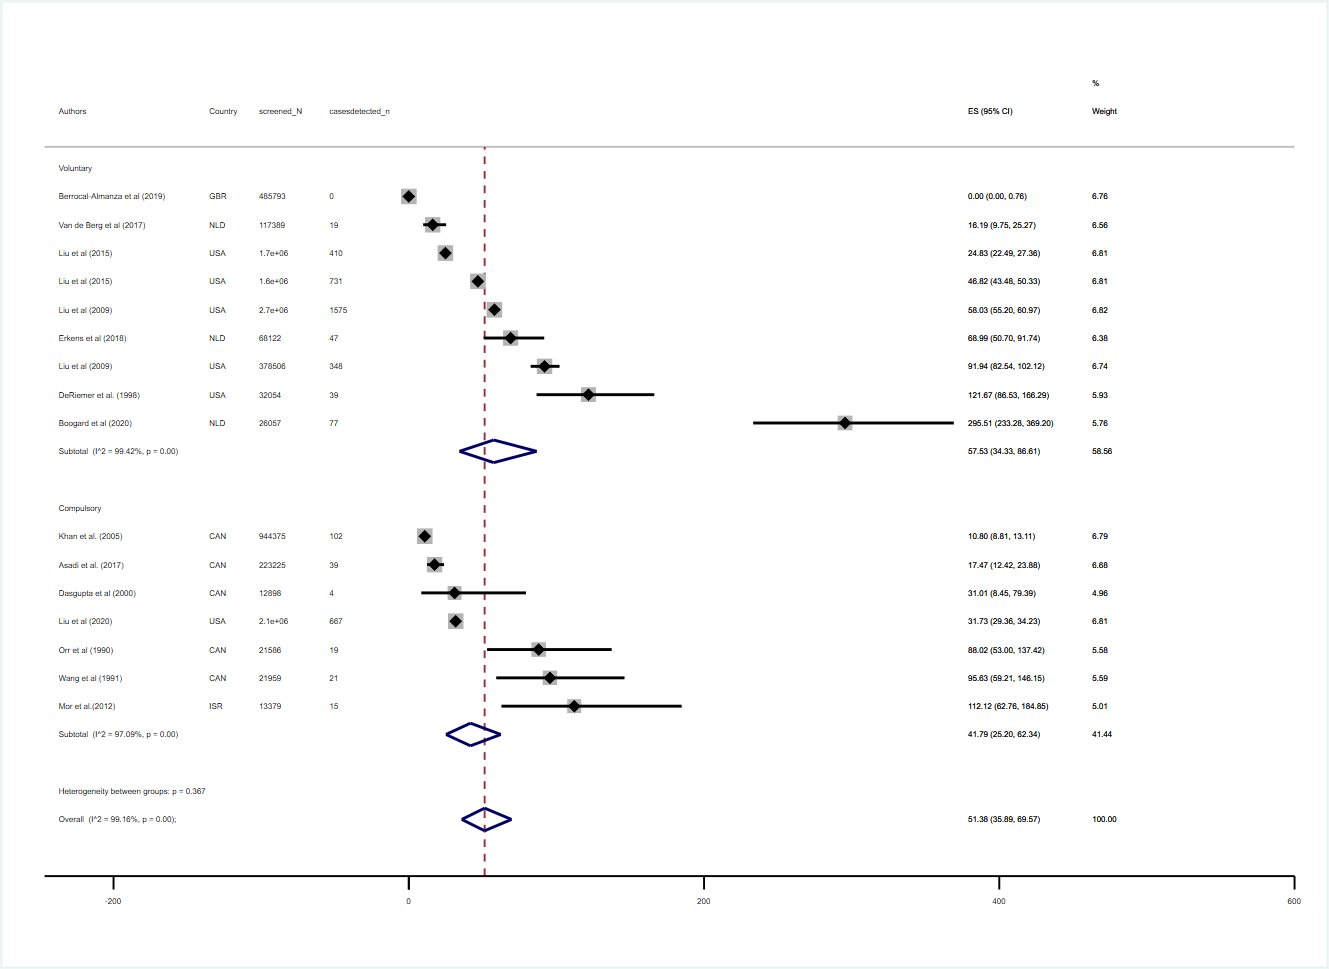 %
Authors Country screened_N casesdetected_n ES (95% CI) Weight
Voluntary
Berrocal-Almanza et al (2019) GBR 485793 0 0.00 (0.00, 0.76) 6.76
Van de Berg et al (2017) NLD 117389 19 16.19 (9.75, 25.27) 6.56
Liu et al (2015) USA 1.7e+06 410 24.83 (22.49, 27.36) 6.81
Liu et al (2015) USA 1.6e+06 731 46.82 (43.48, 50.33) 6.81
Liu et al (2009) USA 2.7e+06 1575 58.03 (55.20, 60.97) 6.82
Erkens et al (2018) NLD 68122 47 68.99 (50.70, 91.74) 6.38
Liu et al (2009) USA 378506 348 91.94 (82.54, 102.12) 6.74
DeRiemer et al. (1998) USA 32054 39 121.67 (86.53, 166.29) 5.93
Boogard et al (2020) NLD 26057 77 295.51 (233.28, 369.20) 5.76
Subtotal (I^2 = 99.42%, p = 0.00) 57.53 (34.33, 86.61) 58.56
Compulsory
Khan et al. (2005) CAN 944375 102 10.80 (8.81, 13.11) 6.79
Asadi et al. (2017) CAN 223225 39 17.47 (12.42, 23.88) 6.68
Dasgupta et al (2000) CAN 12898 4 31.01 (8.45, 79.39) 4.96
Liu et al (2020) USA 2.1e+06 667 31.73 (29.36, 34.23) 6.81
Orr et al (1990) CAN 21586 19 88.02 (53.00, 137.42) 5.58
Wang et al (1991) CAN 21959 21 95.63 (59.21, 146.15) 5.59
Mor et al.(2012) ISR 13379 15 112.12 (62.76, 184.85) 5.01
Subtotal (I^2 = 97.09%, p = 0.00) 41.79 (25.20, 62.34) 41.44
Heterogeneity between groups: p = 0.367
Overall (I^2 = 99.16%, p = 0.00); 51.38 (35.89, 69.57) 100.00
-200 0 200 400 600